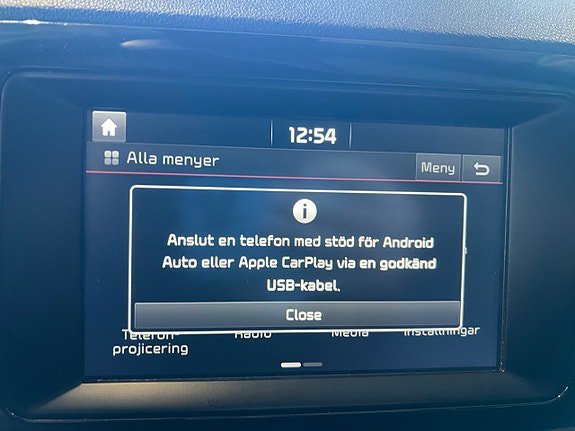 12:54
Alla menyer
Meny
Anslut en telefon med stöd för Android
Auto eller Apple CarPlay via en godkänd
USB-kabel.
Close
Telefon-
projicering
Radio
Media
Inställningar